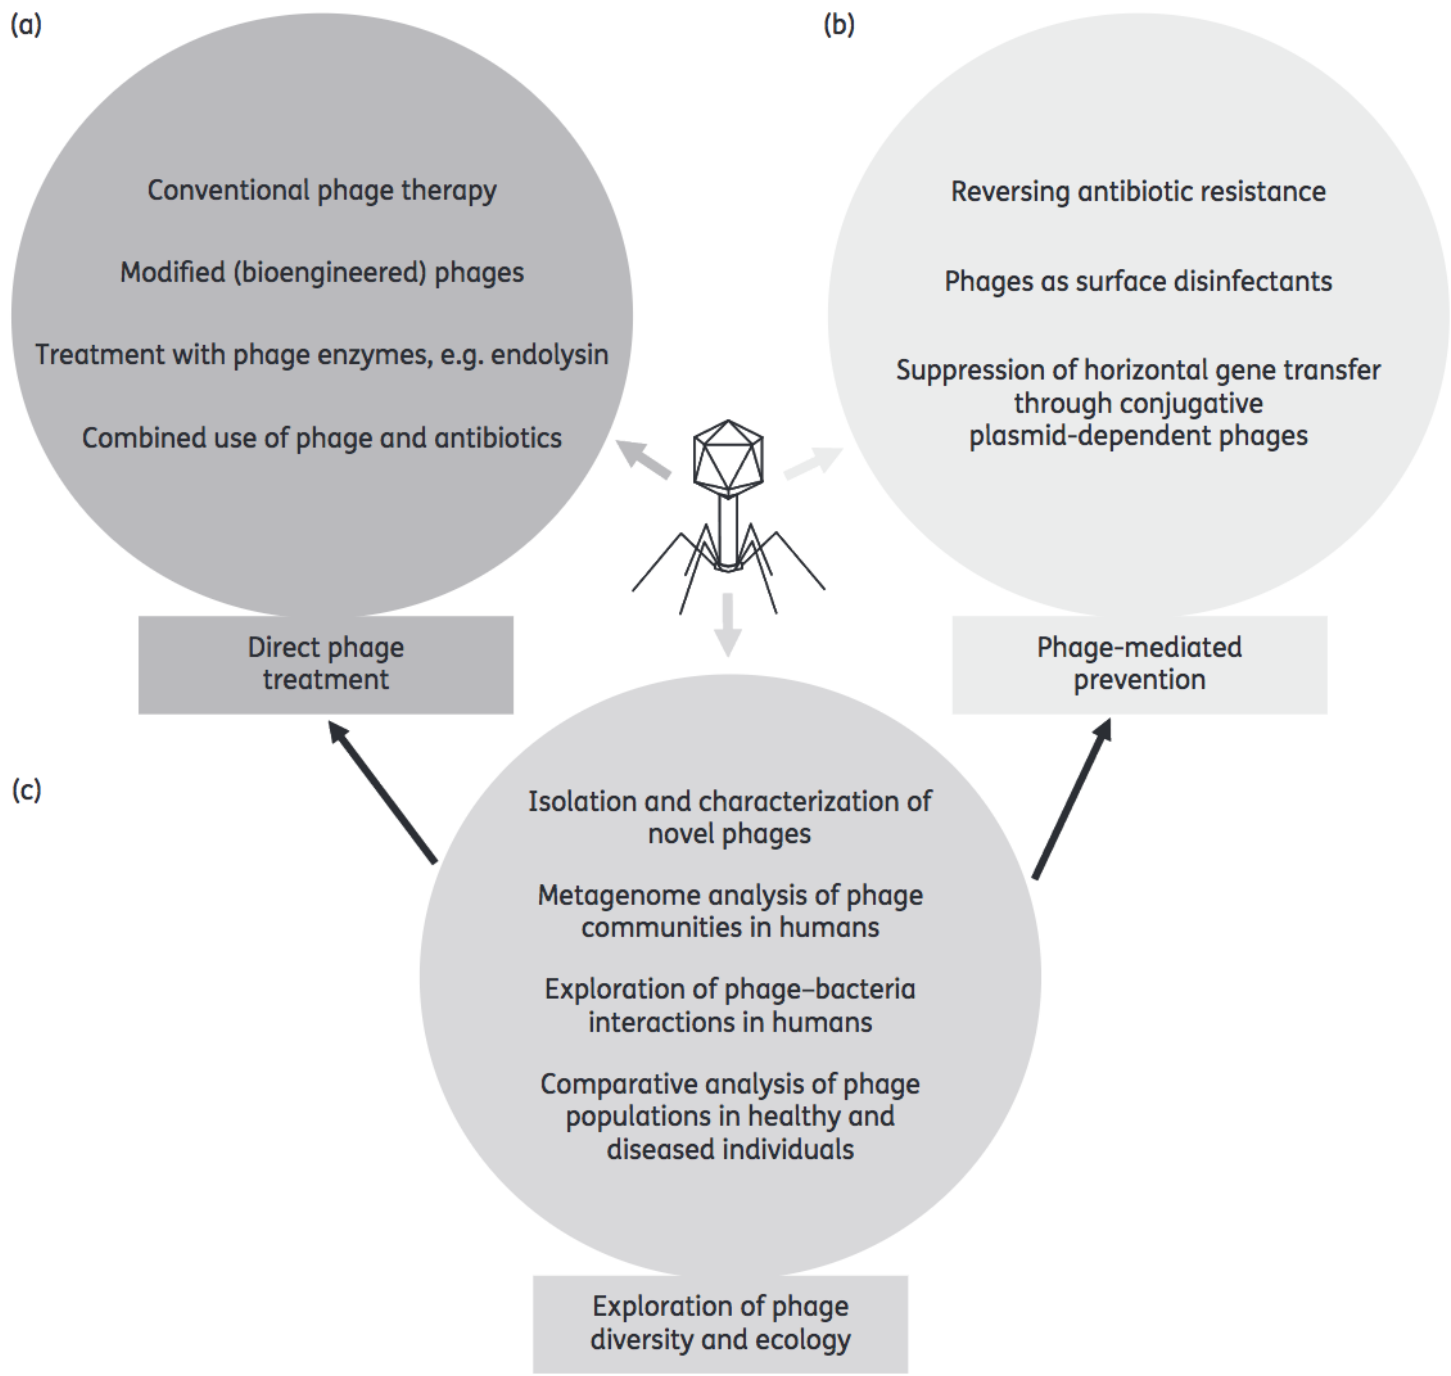 (a)
Conventional phage therapy
Modified (bioengineered) phages
Treatment with phage enzymes, e.g. endolysin
Combined use of phage and antibiotics
Direct phage
treatment
(b)
Reversing antibiotic resistance
Phages as surface disinfectants
Suppression of horizontal gene transfer
through conjugative
plasmid-dependent phages
Phage-mediated
prevention
(c)
Isolation and characterization of
novel phages
Metagenome analysis of phage
communities in humans
Exploration of phage–bacteria
interactions in humans
Comparative analysis of phage
populations in healthy and
diseased individuals
Exploration of phage
diversity and ecology